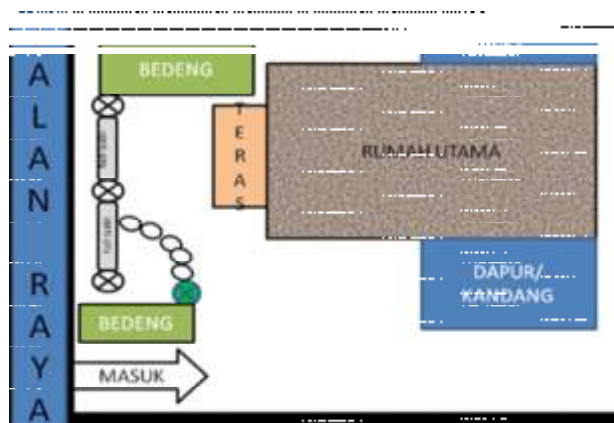 JALAN RAYA
BEDENG
TERAS
RUMAH UTAMA
DAPUR/
KANDANG
BEDENG
MASUK